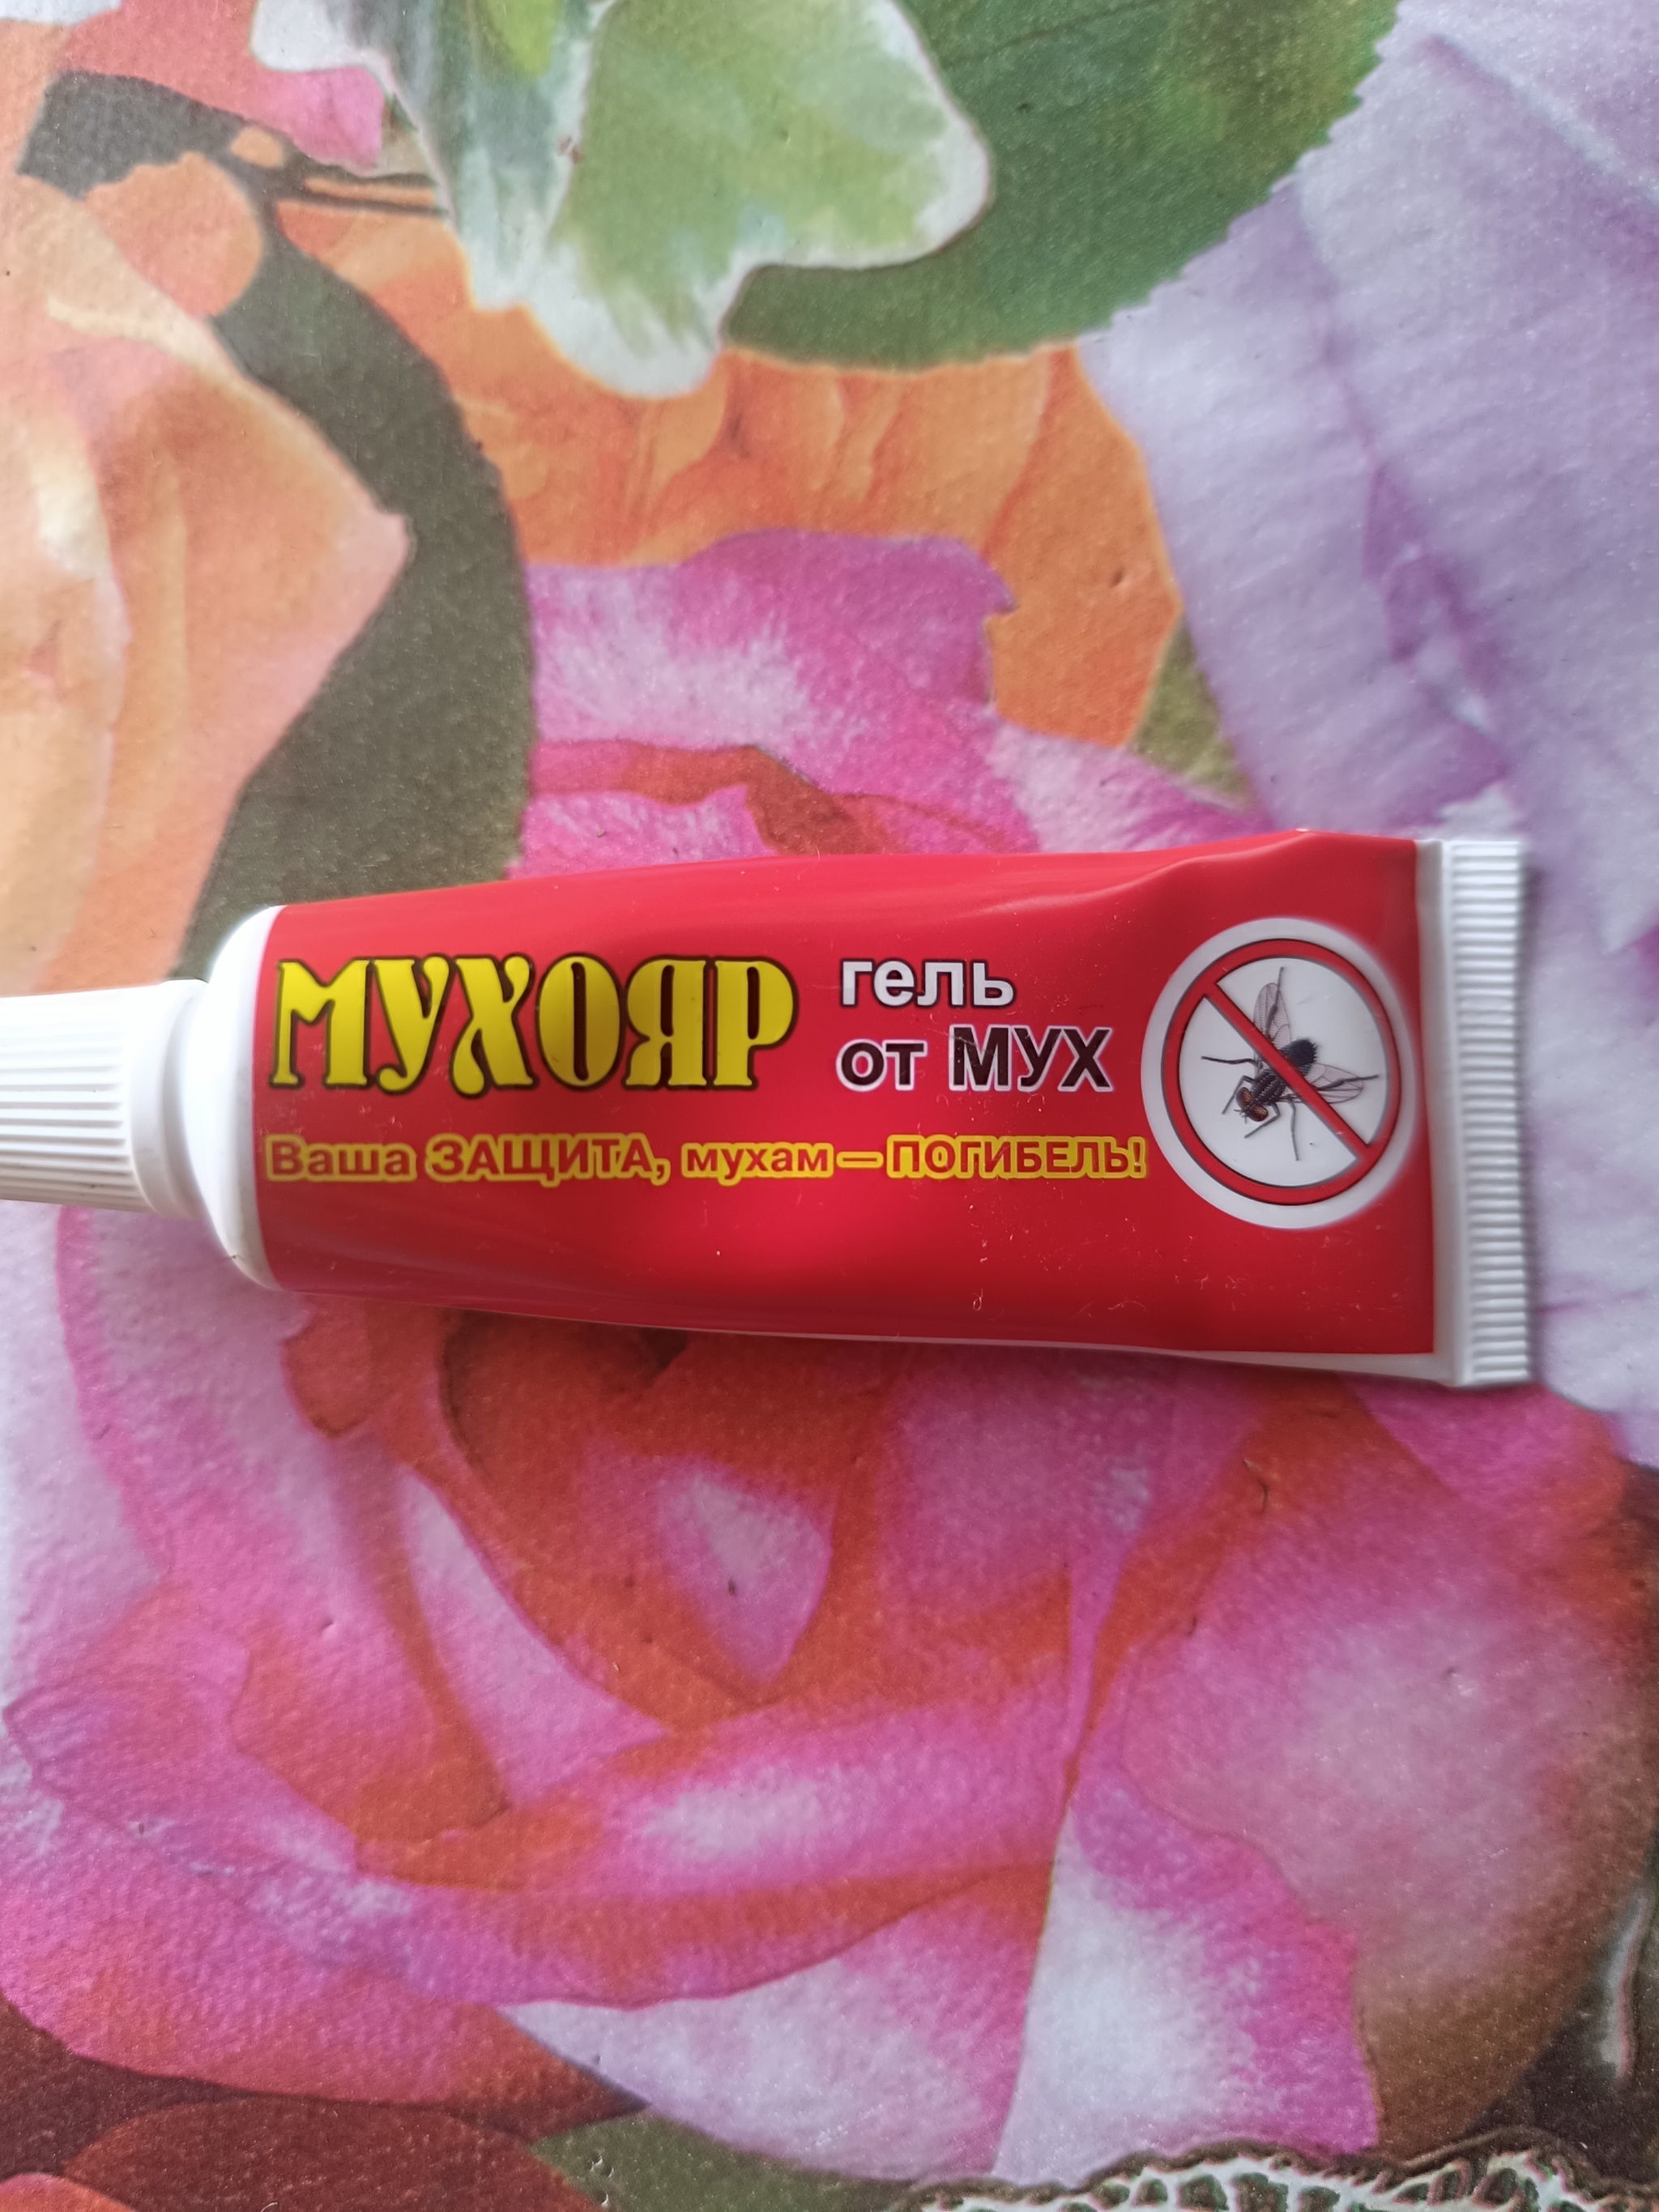 МУХОЯР гель
от МУХ
Ваша ЗАЩИТА, мухам — ПОГИБЕЛЬ!